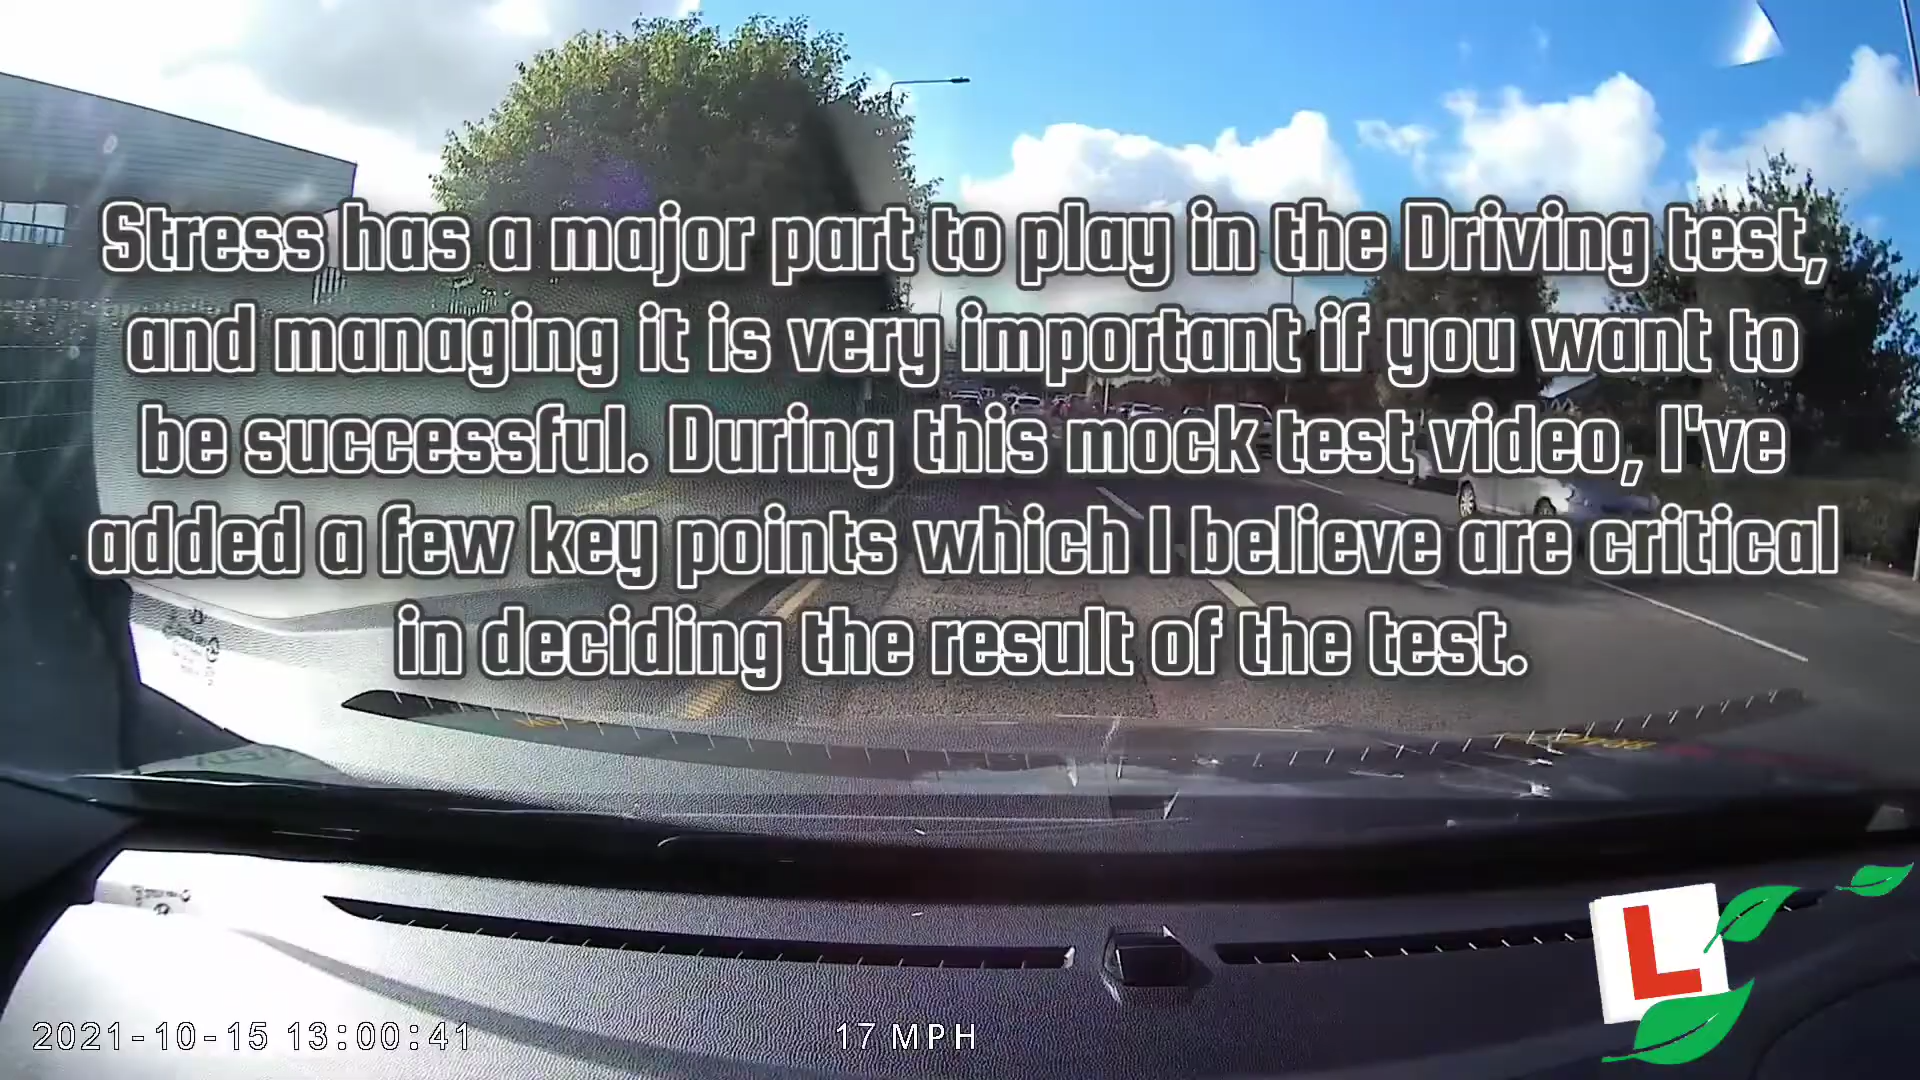 Stress has a major part to play in the Driving test,
and managing it is very important if you want to
be successful. During this mock test video, I've
added a few key points which I believe are critical
in deciding the result of the test.
L
2021-10-15 13:00:41
17 MPH